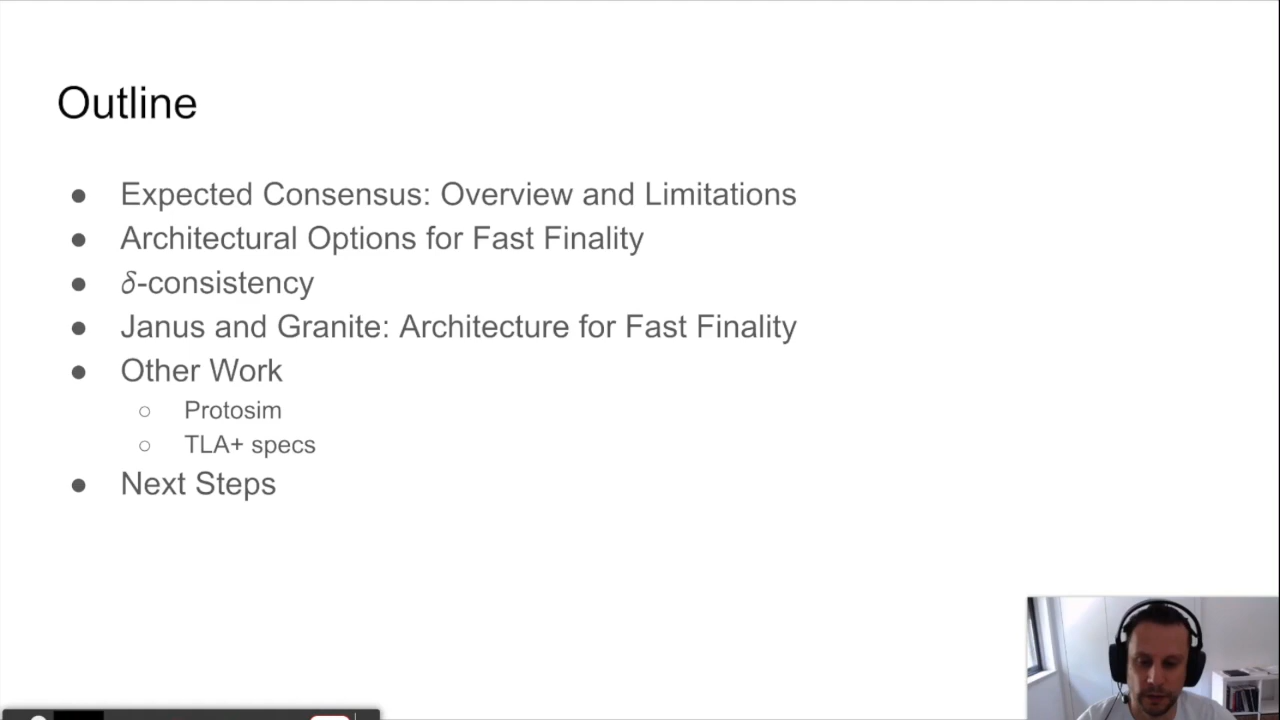 Outline
● Expected Consensus: Overview and Limitations
● Architectural Options for Fast Finality
● 𝛿-consistency
● Janus and Granite: Architecture for Fast Finality
● Other Work
○ Protosim
○ TLA+ specs
● Next Steps